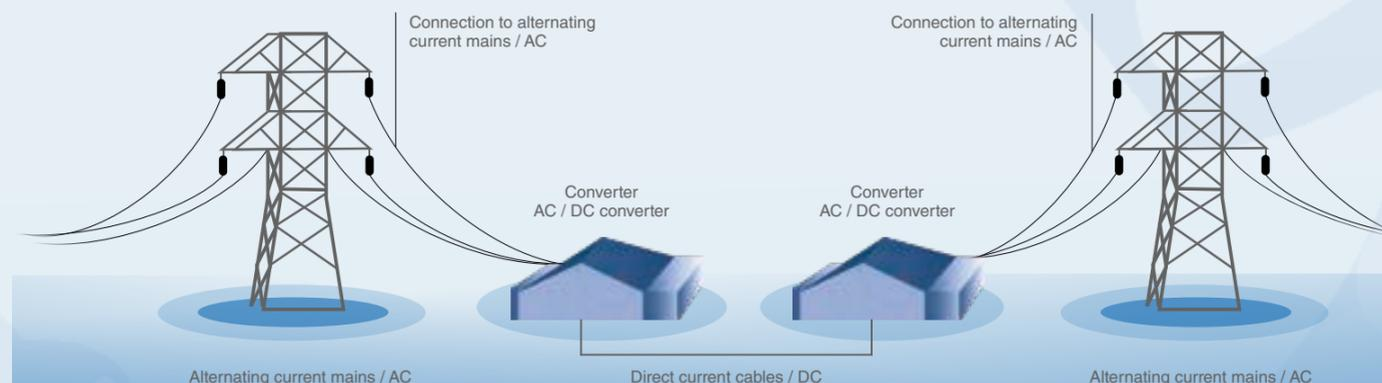 Connection to alternating
current mains / AC
Connection to alternating
current mains / AC
Converter
AC / DC converter
Converter
AC / DC converter
Alternating current mains / AC
Direct current cables / DC
Alternating current mains / AC